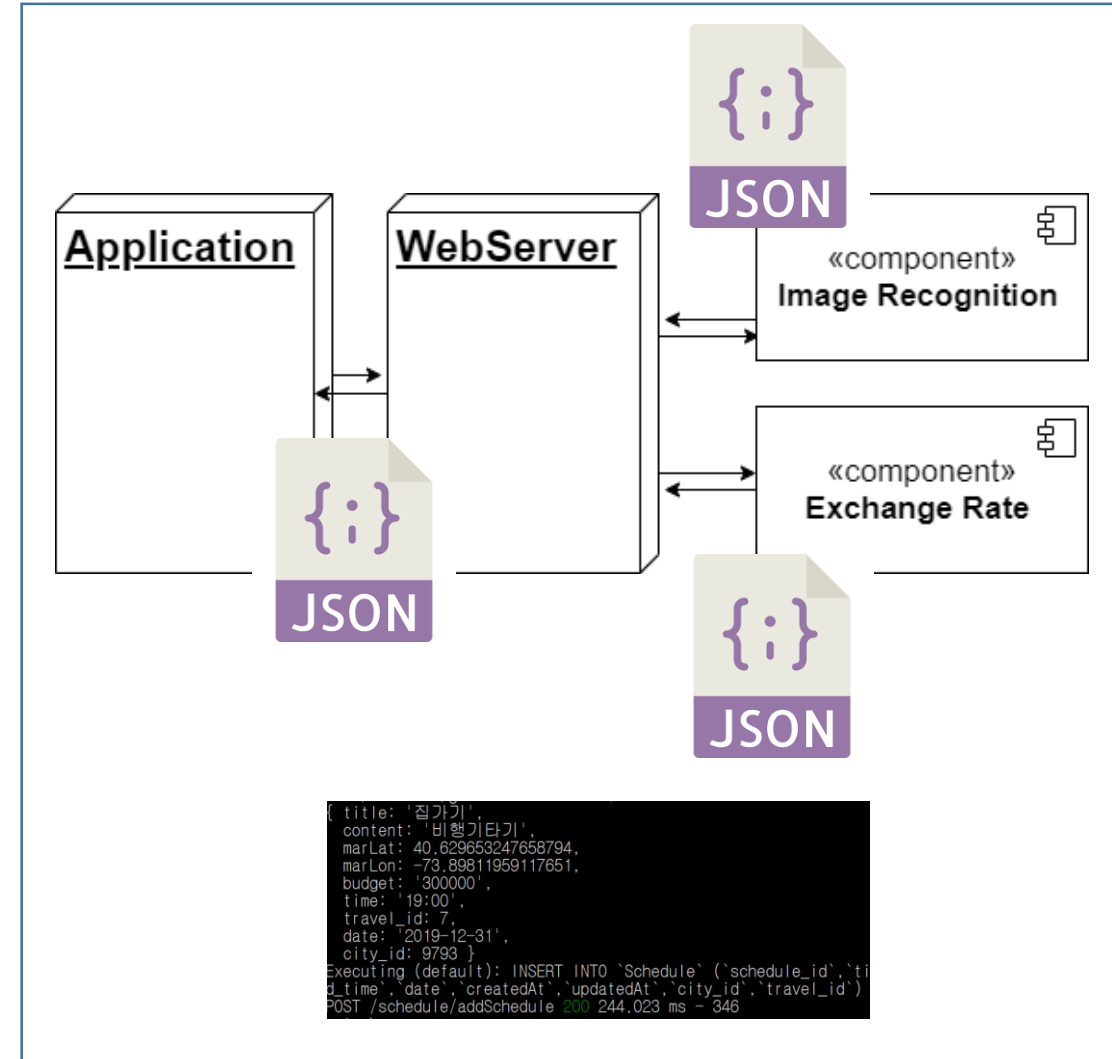 {;}
JSON
Application
WebServer
«component»
Image Recognition
«component»
Exchange Rate
{;}
JSON
{;}
JSON
{ title: '집가기',
content: '비행기타기',
marLat: 40.629653247658794,
marLon: -73.89811959117651,
budget: '300000',
time: '19:00',
travel_id: 7,
date: '2019-12-31',
city_id: 9793 }
Executing (default): INSERT INTO `Schedule` (`schedule_id`,`ti
d_time`,`date`,`createdAt`,`updatedAt`,`city_id`,`travel_id`)
POST /schedule/addSchedule 200 244.023 ms - 346